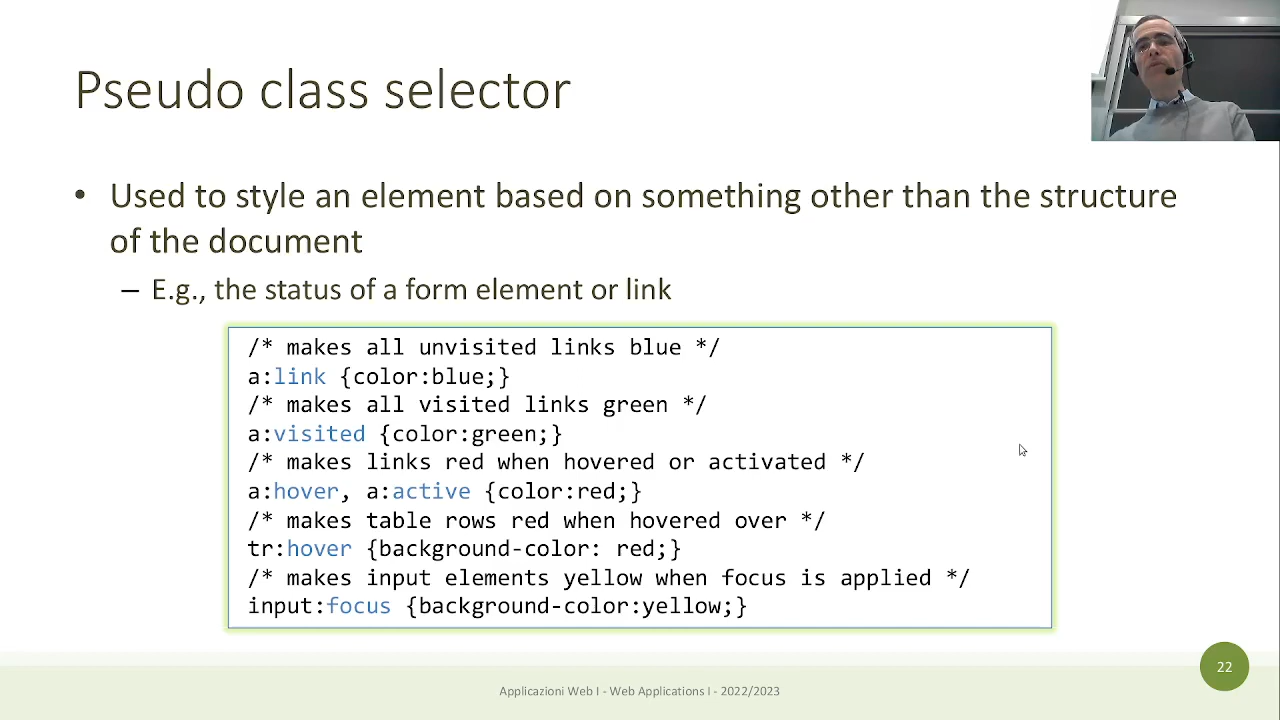 Pseudo class selector
• Used to style an element based on something other than the structure
of the document
– E.g., the status of a form element or link
/* makes all unvisited links blue */
a:link {color:blue;}
/* makes all visited links green */
a:visited {color:green;}
/* makes links red when hovered or activated */
a:hover, a:active {color:red;}
/* makes table rows red when hovered over */
tr:hover {background-color: red;}
/* makes input elements yellow when focus is applied */
input:focus {background-color:yellow;}
22
Applicazioni Web I - Web Applications I - 2022/2023